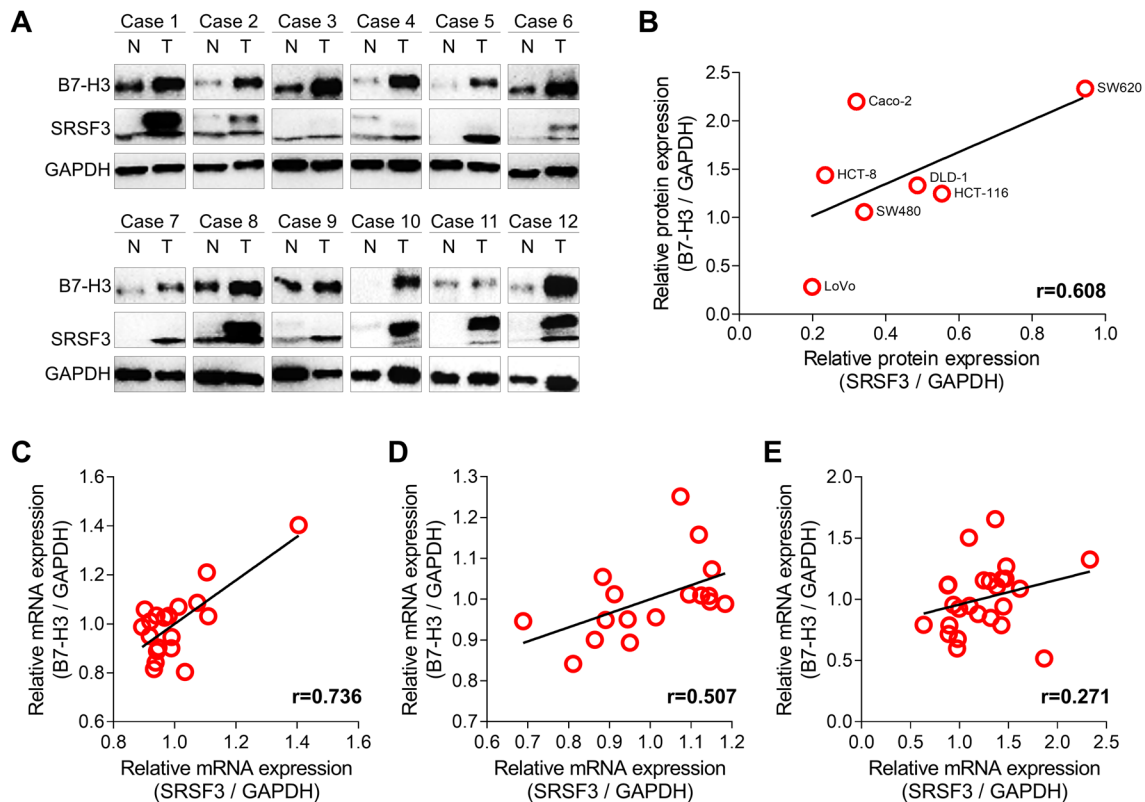 A
Case 1 Case 2 Case 3 Case 4 Case 5 Case 6
N T N T N T N T N T N T
B7-H3
SRSF3
GAPDH
Case 7 Case 8 Case 9 Case 10 Case 11 Case 12
N T N T N T N T N T N T
B7-H3
SRSF3
GAPDH
B
Relative protein expression
(B7-H3 / GAPDH)
2.5
2.0
1.5
1.0
0.5
0.0
SW620
Caco-2
HCT-8
DLD-1
HCT-116
SW480
LoVo
r=0.608
0.0 0.2 0.4 0.6 0.8 1.0
Relative protein expression
(SRSF3 / GAPDH)
C
Relative mRNA expression
(B7-H3 / GAPDH)
1.6
1.4
1.2
1.0
0.8
0.6
r=0.736
0.8 1.0 1.2 1.4 1.6
Relative mRNA expression
(SRSF3 / GAPDH)
D
Relative mRNA expression
(B7-H3 / GAPDH)
1.3
1.2
1.1
1.0
0.9
0.8
0.7
r=0.507
0.6 0.7 0.8 0.9 1.0 1.1 1.2
Relative mRNA expression
(SRSF3 / GAPDH)
E
Relative mRNA expression
(B7-H3 / GAPDH)
2.0
1.5
1.0
0.5
0.0
r=0.271
0.0 0.5 1.0 1.5 2.0 2.5
Relative mRNA expression
(SRSF3 / GAPDH)